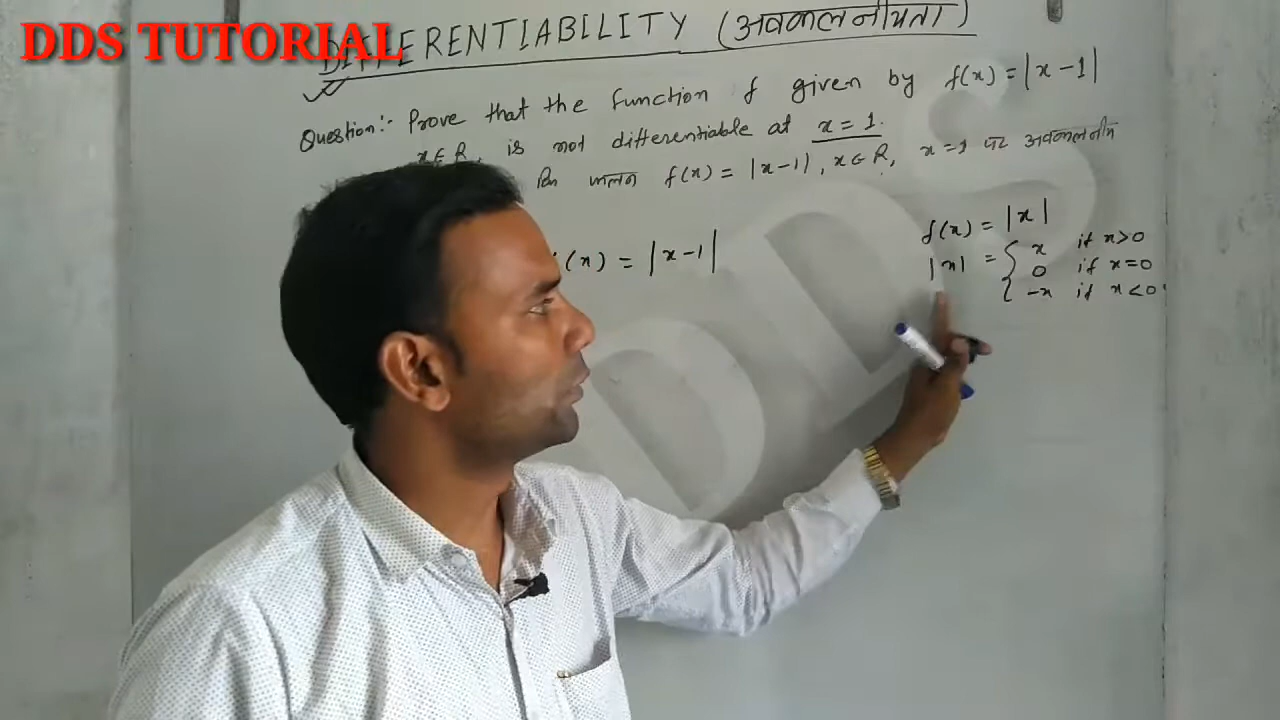 DDS TUTORIAL
DIFFERENTIABILITY (अवकलनीयता)
Question:- Prove that the function f given by f(x) = |x-1|
x∈R, is not differentiable at x=1.
कि फलन f(x) = |x-1|, x∈R, x=1 पर अवकलनीय
f(x) = |x-1|
f(x) = |x|
|x| = { x if x>0
0 if x=0
-x if x<0
DDS